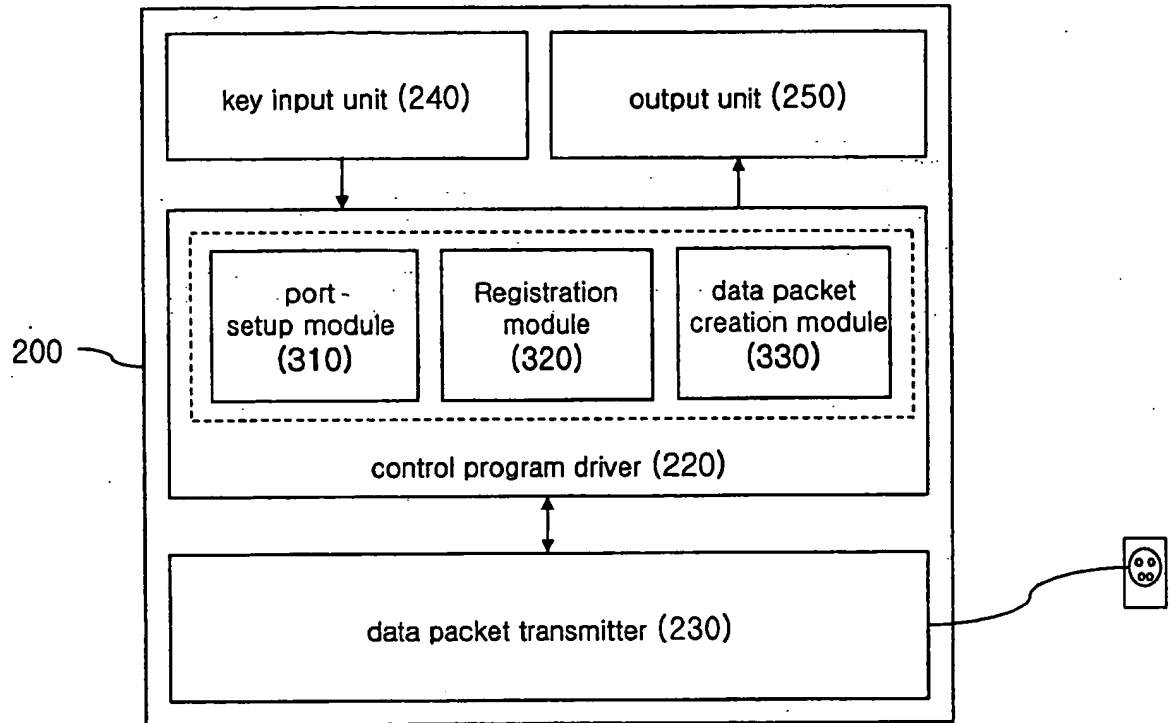 key input unit (240)
output unit (250)
port -
setup module
(310)
Registration
module
(320)
data packet
creation module
(330)
200
control program driver (220)
data packet transmitter (230)